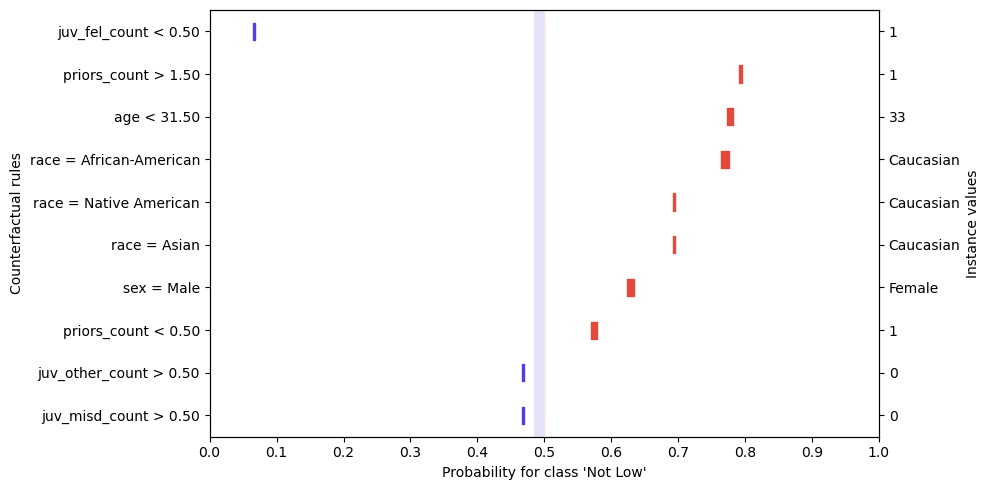 juv_fel_count < 0.50 1
priors_count > 1.50 1
age < 31.50 33
race = African-American Caucasian
race = Native American Caucasian
race = Asian Caucasian
sex = Male Female
priors_count < 0.50 1
juv_other_count > 0.50 0
juv_misd_count > 0.50 0
Counterfactual rules
Instance values
0.0 0.1 0.2 0.3 0.4 0.5 0.6 0.7 0.8 0.9 1.0
Probability for class 'Not Low'